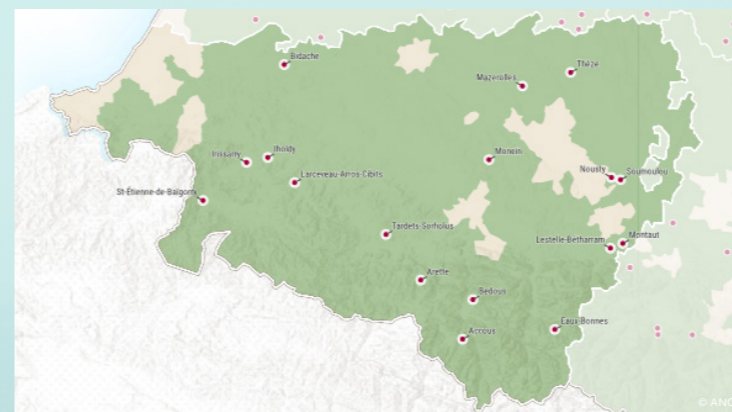 Bidache
Thèze
Mazerolles
Monein
Irissarry
Iholdy
Larceveau-Arros-Cibits
Nousty
Soumoulou
St-Étienne-de-Baïgorry
Tardets-Sorholus
Lestelle-Bétharram
Montaut
Arette
Bedous
Eaux-Bonnes
Accous